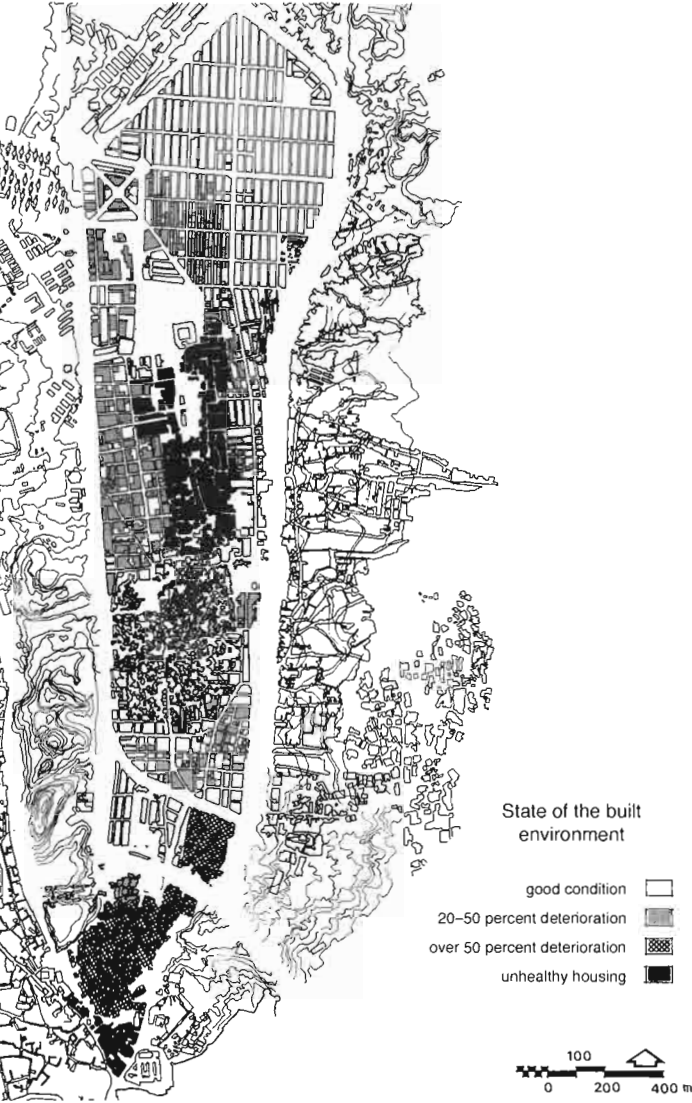 State of the built
environment
good condition
20–50 percent deterioration
over 50 percent deterioration
unhealthy housing
100
0 200 400 m